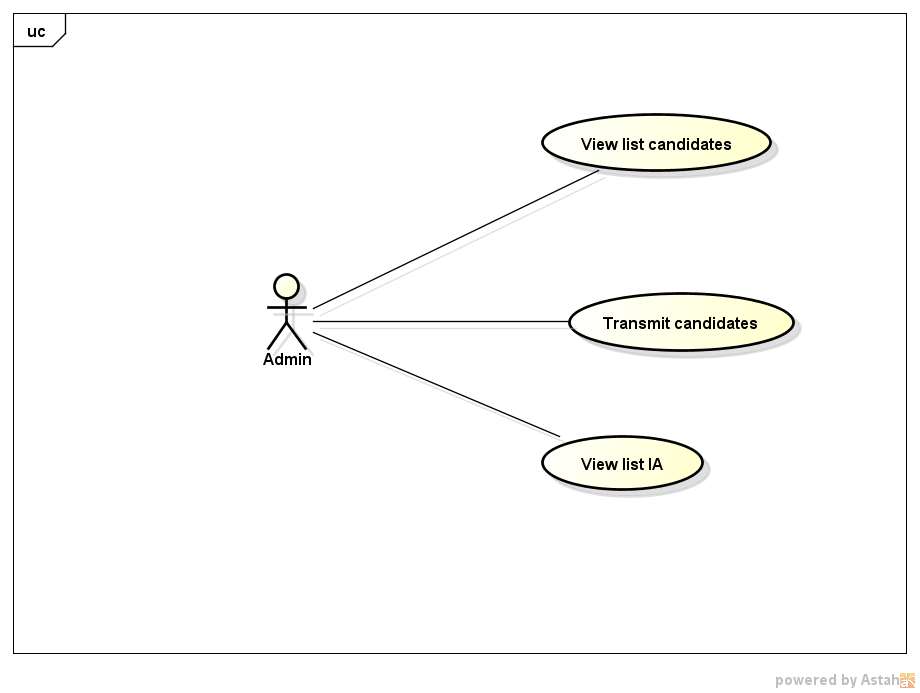 uc
View list candidates
Transmit candidates
Admin
View list IA
powered by Astah